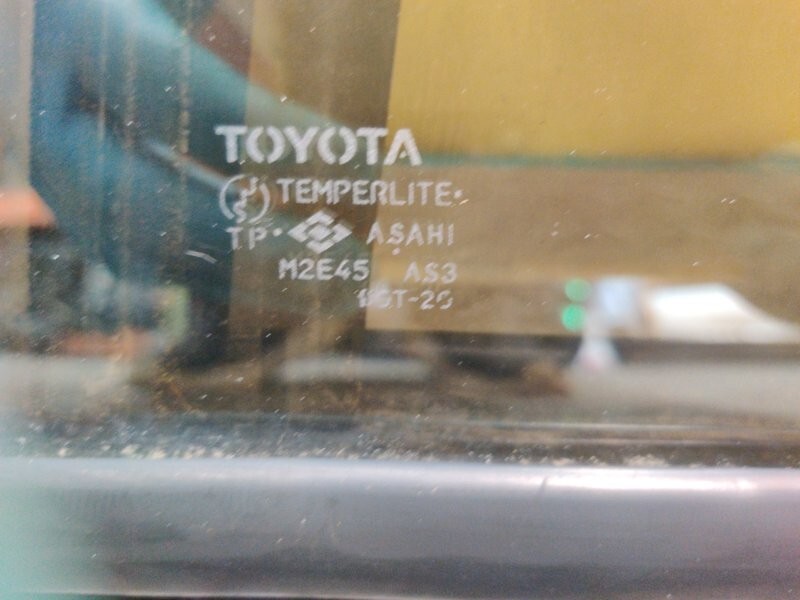 TOYOTA
TEMPERLITE
TP ASAHI
M2E45 AS3